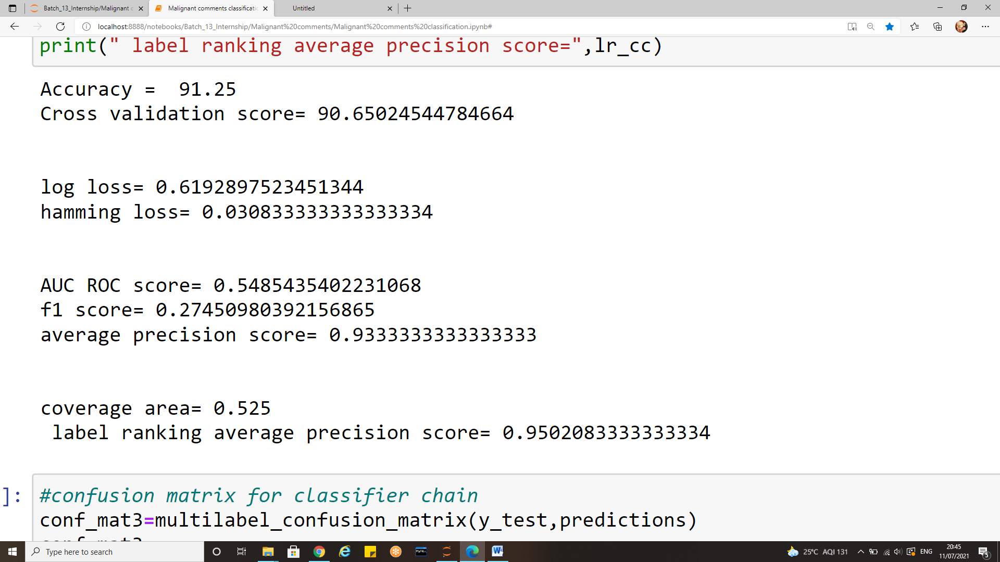 Batch_13_Internship/Malignant c
Malignant comments classificatic
Untitled
localhost:8888/notebooks/Batch_13_Internship/Malignant%20comments/Malignant%20comments%20classification.ipynb#
print(" label ranking average precision score=",lr_cc)
Accuracy =  91.25
Cross validation score= 90.65024544784664
log loss= 0.6192897523451344
hamming loss= 0.030833333333333334
AUC ROC score= 0.5485435402231068
f1 score= 0.27450980392156865
average precision score= 0.9333333333333333
coverage area= 0.525
 label ranking average precision score= 0.9502083333333334
]:
#confusion matrix for classifier chain
conf_mat3=multilabel_confusion_matrix(y_test,predictions)
Type here to search
MySQL
W
25°C AQI 131
ENG
20:45
11/07/2021
5